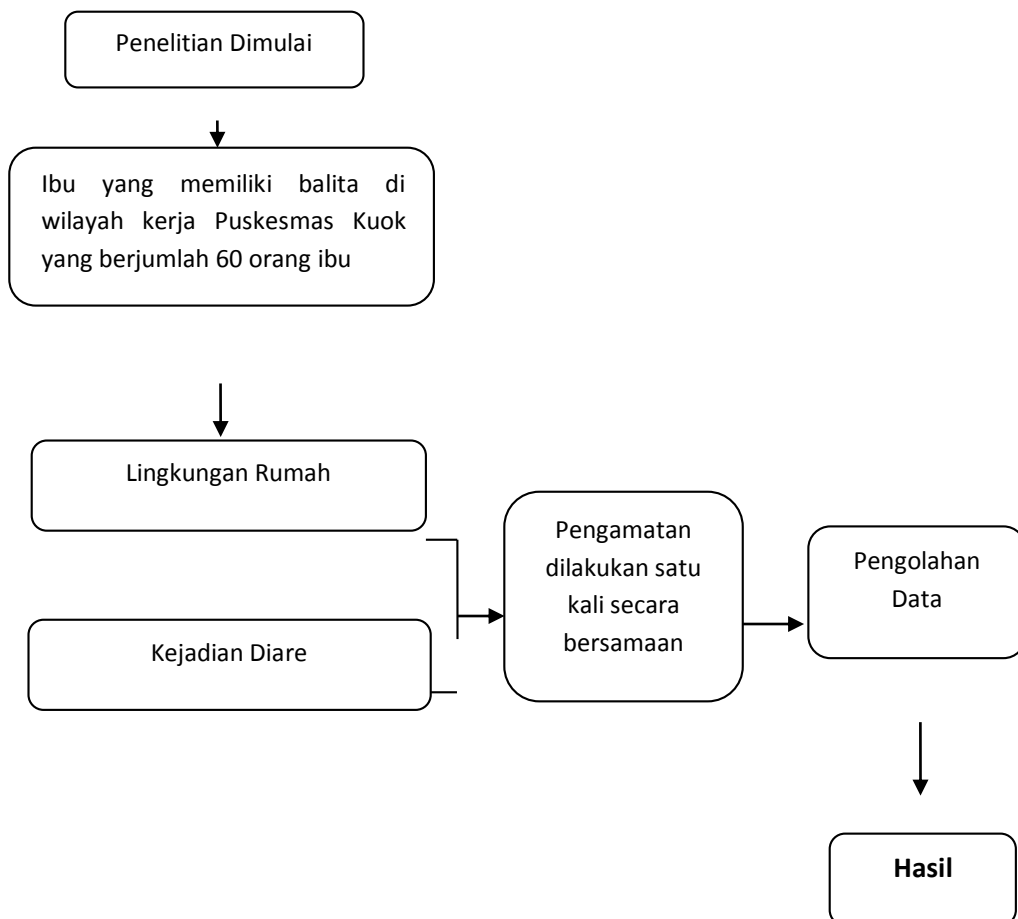 Penelitian Dimulai
Ibu yang memiliki balita di
wilayah kerja Puskesmas Kuok
yang berjumlah 60 orang ibu
Lingkungan Rumah
Kejadian Diare
Pengamatan
dilakukan satu
kali secara
bersamaan
Pengolahan
Data
Hasil